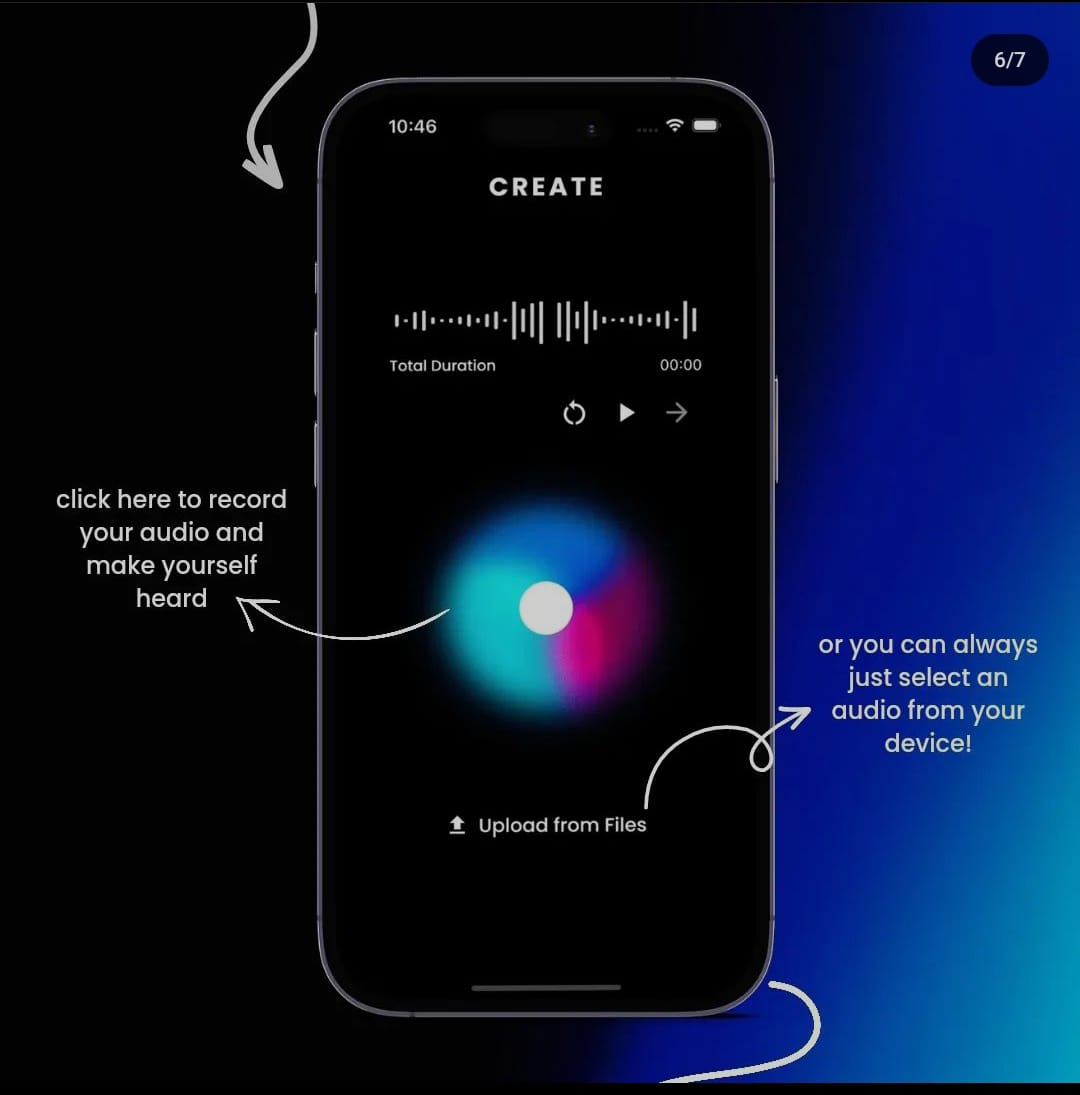 6/7
10:46
CREATE
Total Duration
00:00
click here to record
your audio and
make yourself
heard
or you can always
just select an
audio from your
device!
Upload from Files